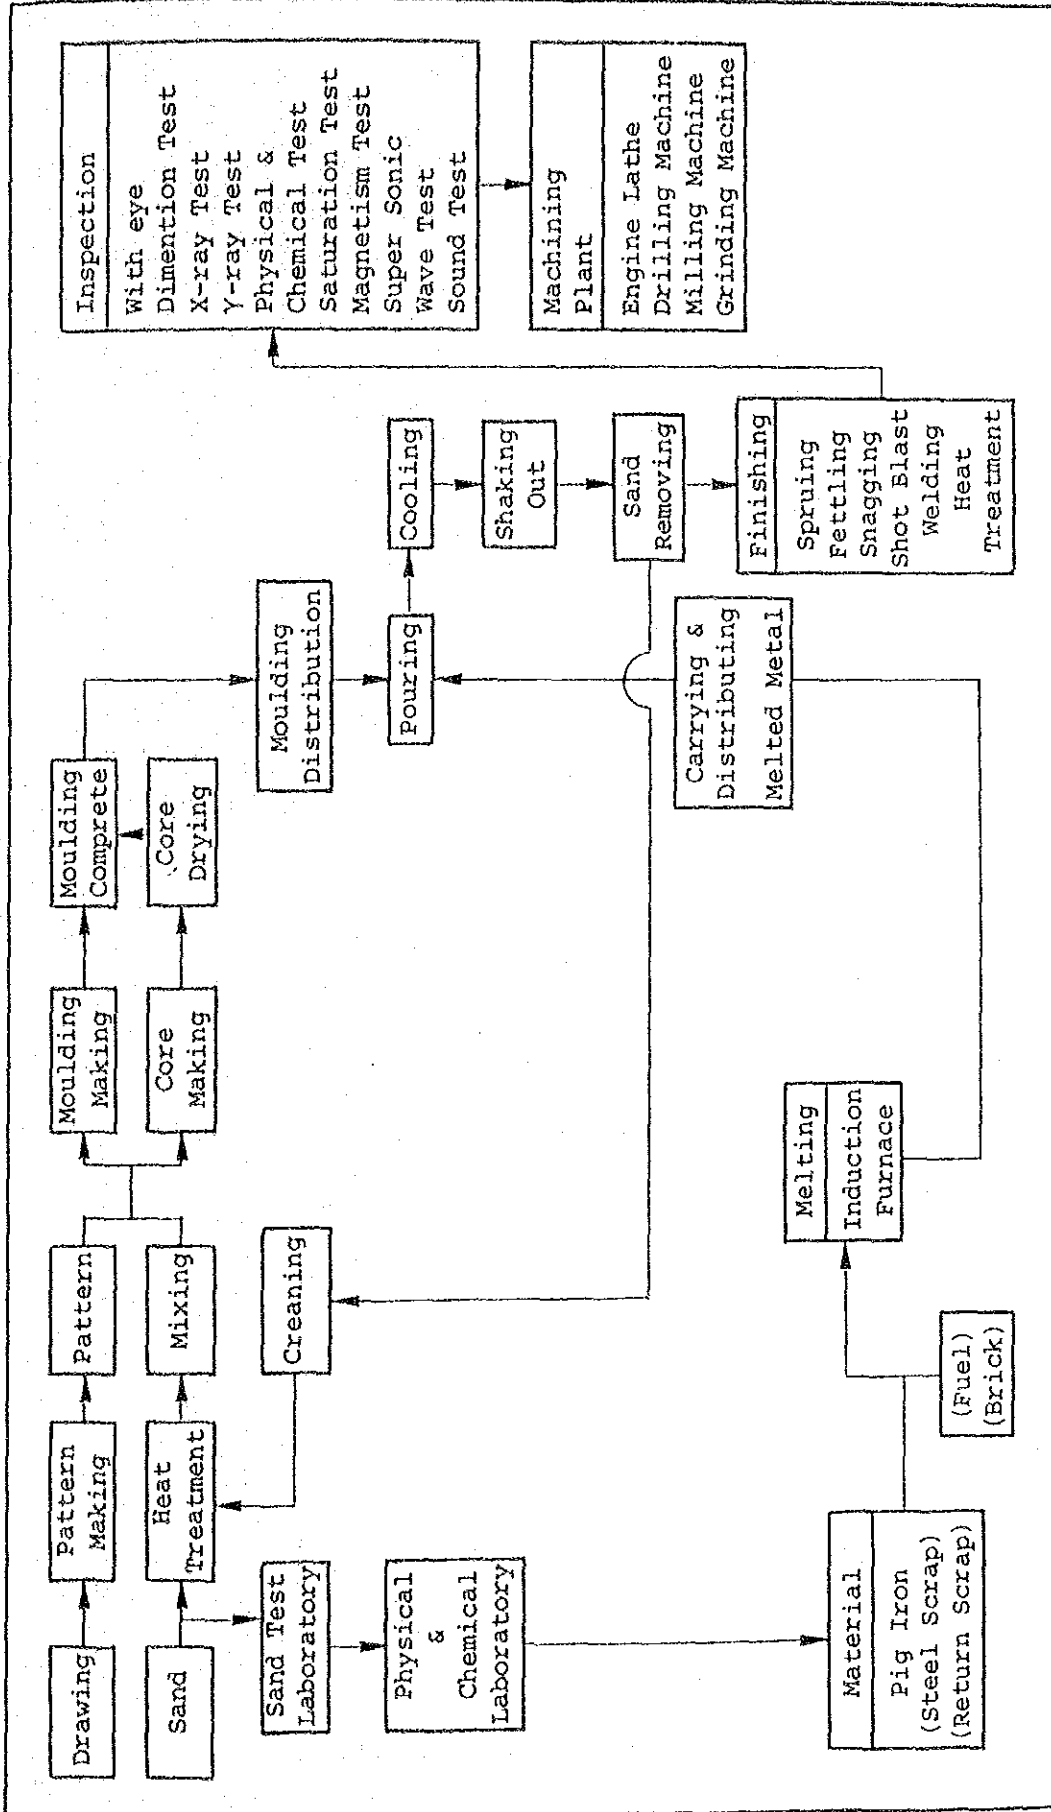 Drawing
Pattern
Making
Pattern
Moulding
Making
Moulding
Comprete
Sand
Heat
Treatment
Mixing
Core
Making
Core
Drying
Sand Test
Laboratory
Creaning
Moulding
Distribution
Physical
&
Chemical
Laboratory
Pouring
Cooling
Shaking
Out
Sand
Removing
Carrying &
Distributing
Melted Metal
Material
Pig Iron
(Steel Scrap)
(Return Scrap)
(Fuel)
(Brick)
Melting
Induction
Furnace
Finishing
Spruing
Fettling
Snagging
Shot Blast
Welding
Heat
Treatment
Inspection
With eye
Dimention Test
X-ray Test
γ-ray Test
Physical &
Chemical Test
Saturation Test
Magnetism Test
Super Sonic
Wave Test
Sound Test
Machining
Plant
Engine Lathe
Drilling Machine
Milling Machine
Grinding Machine